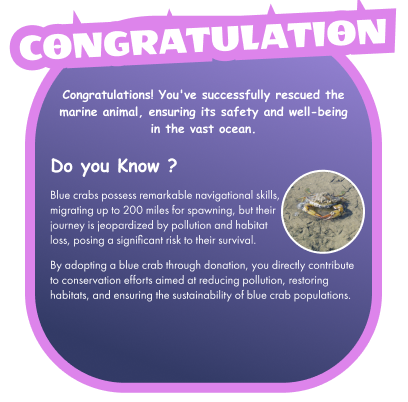 CONGRATULATION
Congratulations! You've successfully rescued the
marine animal, ensuring its safety and well-being
in the vast ocean.
Do you Know ?
Blue crabs possess remarkable navigational skills,
migrating up to 200 miles for spawning, but their
journey is jeopardized by pollution and habitat
loss, posing a significant risk to their survival.
By adopting a blue crab through donation, you directly contribute
to conservation efforts aimed at reducing pollution, restoring
habitats, and ensuring the sustainability of blue crab populations.